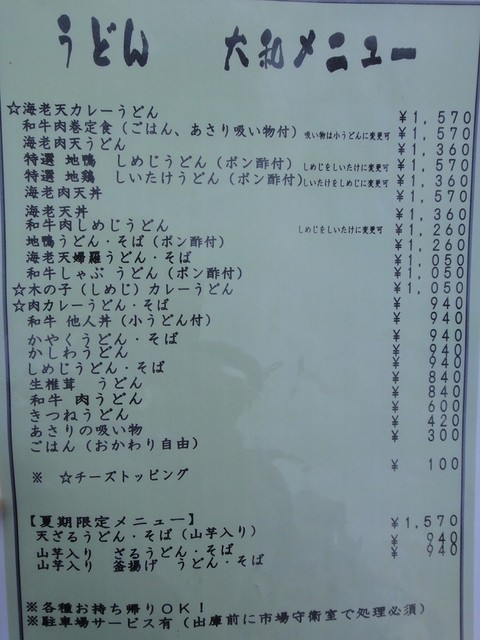 うどん 大和メニュー
☆海老天カレーうどん ¥1,570
和牛肉巻定食（ごはん、あさり吸い物付）吸い物は小うどんに変更可 ¥1,570
海老肉天うどん ¥1,360
特選 地鴨 しめじうどん（ポン酢付）しめじをしいたけに変更可 ¥1,570
特選 地鶏 しいたけうどん（ポン酢付）しいたけをしめじに変更可 ¥1,360
海老肉天丼 ¥1,570
海老天丼 ¥1,360
和牛肉しめじうどん しめじをしいたけに変更可 ¥1,260
地鴨うどん・そば（ポン酢付） ¥1,260
海老天婦羅うどん・そば ¥1,050
和牛しゃぶ うどん（ポン酢付） ¥1,050
☆木の子（しめじ）カレーうどん ¥1,050
☆肉カレーうどん・そば ¥940
和牛 他人丼（小うどん付） ¥940
かやくうどん・そば ¥940
かしわうどん ¥940
しめじうどん・そば ¥940
生椎茸 うどん ¥840
和牛 肉うどん ¥840
きつねうどん ¥600
あさりの吸い物 ¥420
ごはん（おかわり自由） ¥300
※ ☆チーズトッピング ¥100
【夏期限定メニュー】
天ざるうどん・そば（山芋入り） ¥1,570
山芋入り ざるうどん・そば ¥940
山芋入り 釜揚げ うどん・そば ¥940
※各種お持ち帰りOK！
※駐車場サービス有（出庫前に市場守衛室で処理必須）